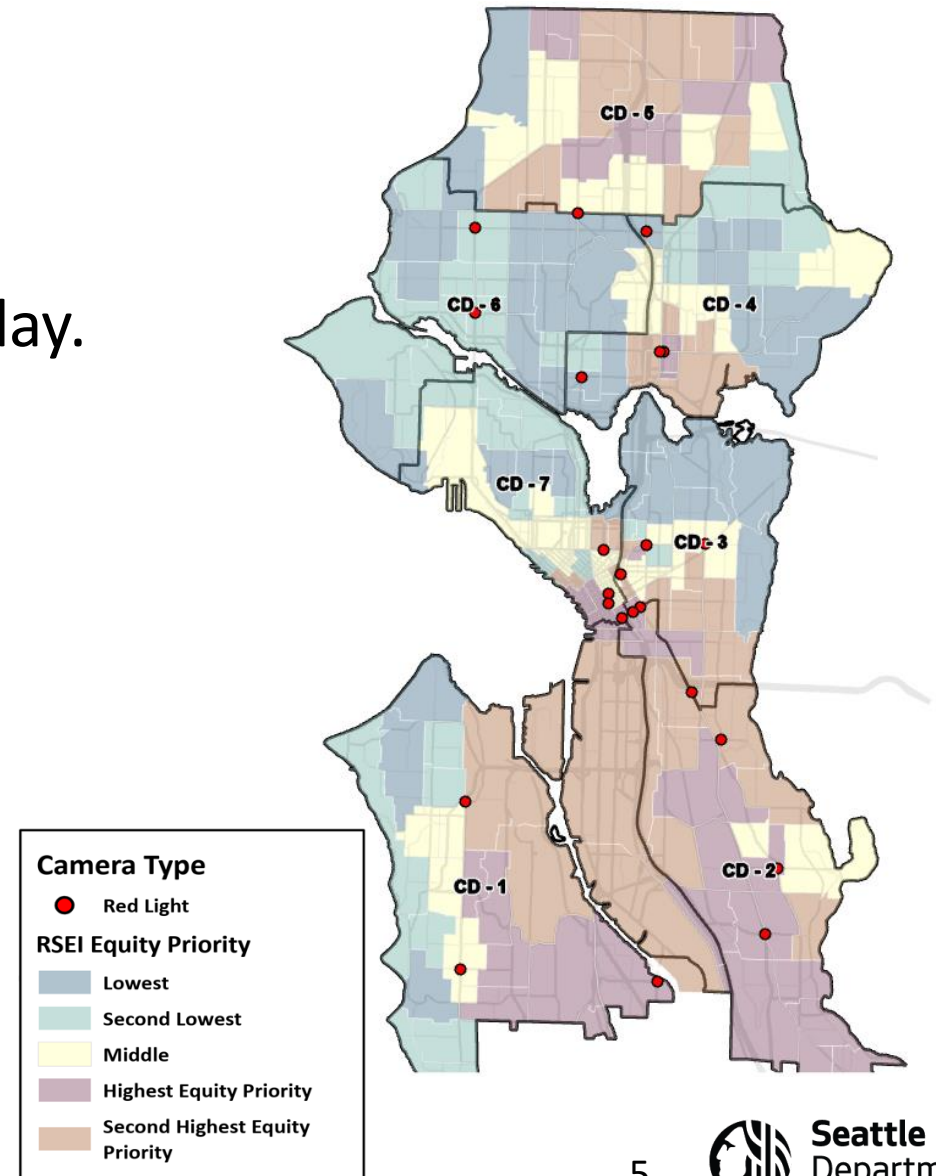 CD - 5
lay.
CD - 6
CD - 4
CD - 7
CD - 3
CD - 1
CD - 2
Camera Type
Red Light
RSEI Equity Priority
Lowest
Second Lowest
Middle
Highest Equity Priority
Second Highest Equity
Priority
5
Seattle
Departm